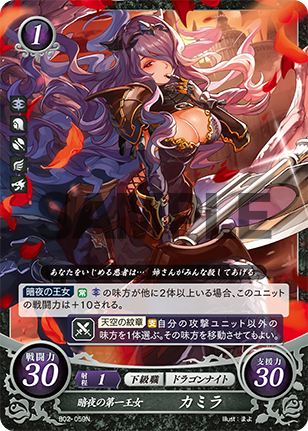 1
SAMPLE
あなたをいじめる悪者は… 姉さんがみんな殺してあげる。
暗夜の王女 常 の味方が他に2体以上いる場合、このユニット
の戦闘力は+10される。
天空の紋章 攻 自分の攻撃ユニット以外の
味方を1体選ぶ。その味方を移動させてもよい。
戦闘力
30
射程 1 下級職 ドラゴンナイト
支援力
30
暗夜の第一王女 カミラ
B02-059N
Illust:まよ